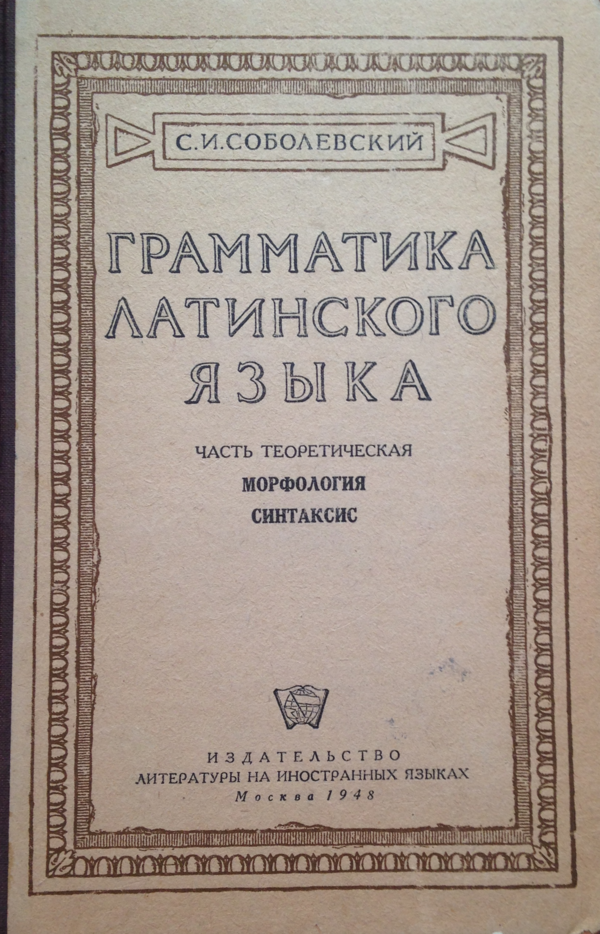 С.И.СОБОЛЕВСКИЙ
ГРАММАТИКА
ЛАТИНСКОГО
ЯЗЫКА
ЧАСТЬ ТЕОРЕТИЧЕСКАЯ
МОРФОЛОГИЯ
СИНТАКСИС
ИЗДАТЕЛЬСТВО
ЛИТЕРАТУРЫ НА ИНОСТРАННЫХ ЯЗЫКАХ
Москва 1948